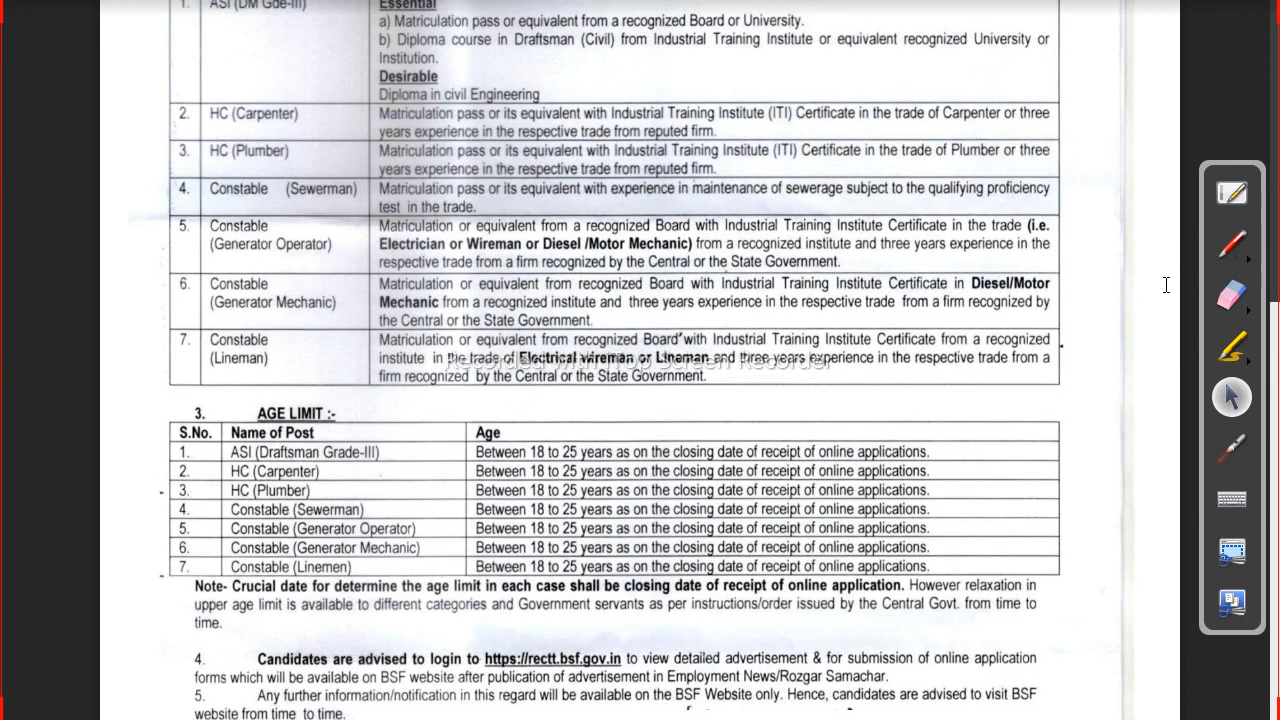 1. ASI (DM Gde-III) Essential
a) Matriculation pass or equivalent from a recognized Board or University.
b) Diploma course in Draftsman (Civil) from Industrial Training Institute or equivalent recognized University or
Institution.
Desirable
Diploma in civil Engineering
2. HC (Carpenter) Matriculation pass or its equivalent with Industrial Training Institute (ITI) Certificate in the trade of Carpenter or three
years experience in the respective trade from reputed firm.
3. HC (Plumber) Matriculation pass or its equivalent with Industrial Training Institute (ITI) Certificate in the trade of Plumber or three
years experience in the respective trade from reputed firm.
4. Constable (Sewerman) Matriculation pass or its equivalent with experience in maintenance of sewerage subject to the qualifying proficiency
test in the trade.
5. Constable Matriculation or equivalent from a recognized Board with Industrial Training Institute Certificate in the trade (i.e.
(Generator Operator) Electrician or Wireman or Diesel /Motor Mechanic) from a recognized institute and three years experience in the
respective trade from a firm recognized by the Central or the State Government.
6. Constable Matriculation or equivalent from recognized Board with Industrial Training Institute Certificate in Diesel/Motor
(Generator Mechanic) Mechanic from a recognized institute and three years experience in the respective trade from a firm recognized by
the Central or the State Government.
7. Constable Matriculation or equivalent from recognized Board with Industrial Training Institute Certificate from a recognized
(Lineman) institute in the trade of Electrical wireman or Lineman and three years experience in the respective trade from a
Recorded with iTop Screen Recorder
firm recognized by the Central or the State Government.
3. AGE LIMIT :-
S.No. Name of Post Age
1. ASI (Draftsman Grade-III) Between 18 to 25 years as on the closing date of receipt of online applications.
2. HC (Carpenter) Between 18 to 25 years as on the closing date of receipt of online applications.
3. HC (Plumber) Between 18 to 25 years as on the closing date of receipt of online applications.
4. Constable (Sewerman) Between 18 to 25 years as on the closing date of receipt of online applications.
5. Constable (Generator Operator) Between 18 to 25 years as on the closing date of receipt of online applications.
6. Constable (Generator Mechanic) Between 18 to 25 years as on the closing date of receipt of online applications.
7. Constable (Linemen) Between 18 to 25 years as on the closing date of receipt of online applications.
Note- Crucial date for determine the age limit in each case shall be closing date of receipt of online application. However relaxation in
upper age limit is available to different categories and Government servants as per instructions/order issued by the Central Govt. from time to
time.
4. Candidates are advised to login to https://rectt.bsf.gov.in to view detailed advertisement & for submission of online application
forms which will be available on BSF website after publication of advertisement in Employment News/Rozgar Samachar.
5. Any further information/notification in this regard will be available on the BSF Website only. Hence, candidates are advised to visit BSF
website from time to time.